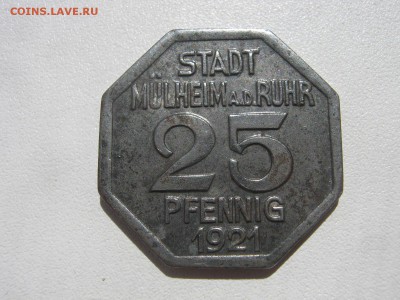 COINS.LAVE.RU
STADT
MÜLHEIM A.D. RUHR
25
PFENNIG
1921